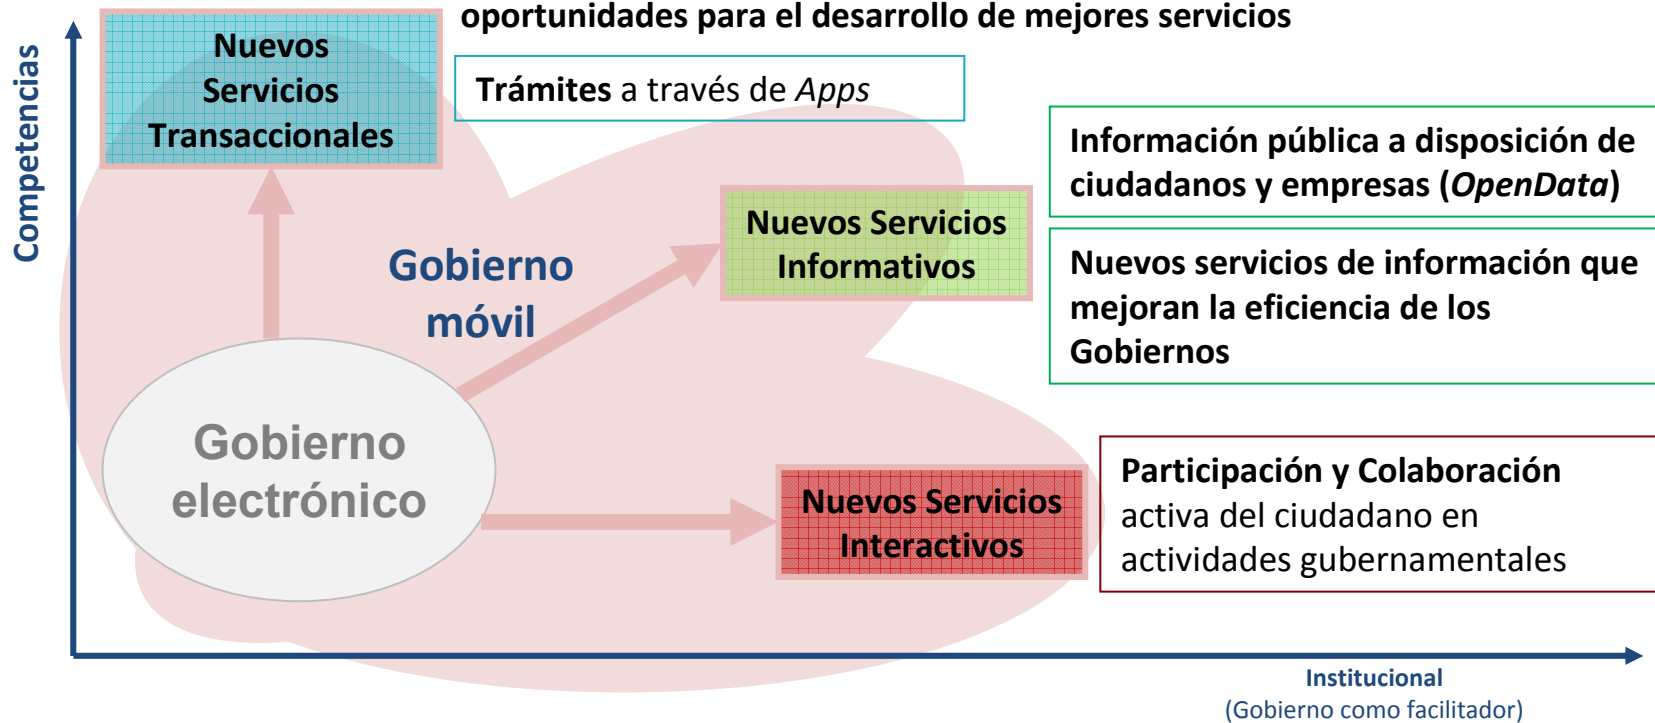 oportunidades para el desarrollo de mejores servicios
Competencias
Nuevos
Servicios
Transaccionales
Trámites a través de Apps
Información pública a disposición de
ciudadanos y empresas (OpenData)
Nuevos Servicios
Informativos
Gobierno
móvil
Nuevos servicios de información que
mejoran la eficiencia de los
Gobiernos
Gobierno
electrónico
Nuevos Servicios
Interactivos
Participación y Colaboración
activa del ciudadano en
actividades gubernamentales
Institucional
(Gobierno como facilitador)